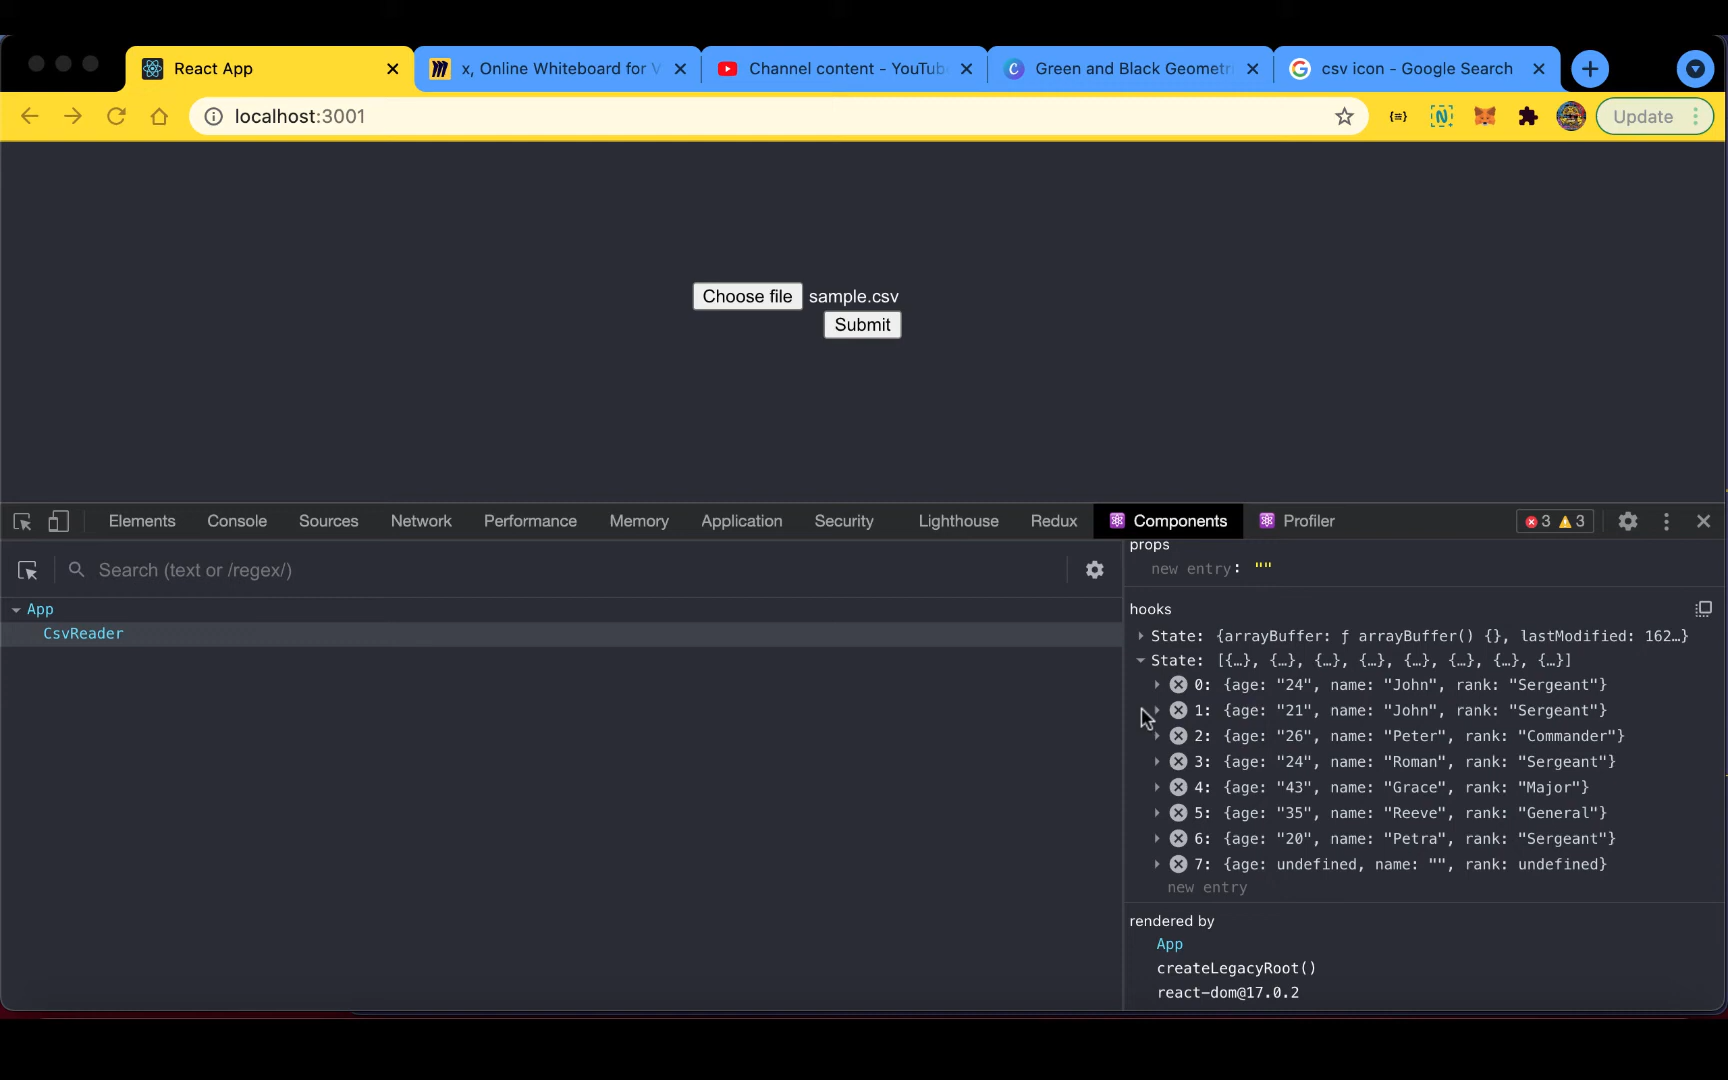 React App
x, Online Whiteboard for V
Channel content - YouTub
Green and Black Geometri
csv icon - Google Search
localhost:3001
Update
Choose file sample.csv
Submit
Elements Console Sources Network Performance Memory Application Security Lighthouse Redux Components Profiler 3 3
Search (text or /regex/)
App
CsvReader
props
new entry: ""
hooks
State: {arrayBuffer: ƒ arrayBuffer() {}, lastModified: 162…}
State: [{…}, {…}, {…}, {…}, {…}, {…}, {…}, {…}]
0: {age: "24", name: "John", rank: "Sergeant"}
1: {age: "21", name: "John", rank: "Sergeant"}
2: {age: "26", name: "Peter", rank: "Commander"}
3: {age: "24", name: "Roman", rank: "Sergeant"}
4: {age: "43", name: "Grace", rank: "Major"}
5: {age: "35", name: "Reeve", rank: "General"}
6: {age: "20", name: "Petra", rank: "Sergeant"}
7: {age: undefined, name: "", rank: undefined}
new entry
rendered by
App
createLegacyRoot()
react-dom@17.0.2